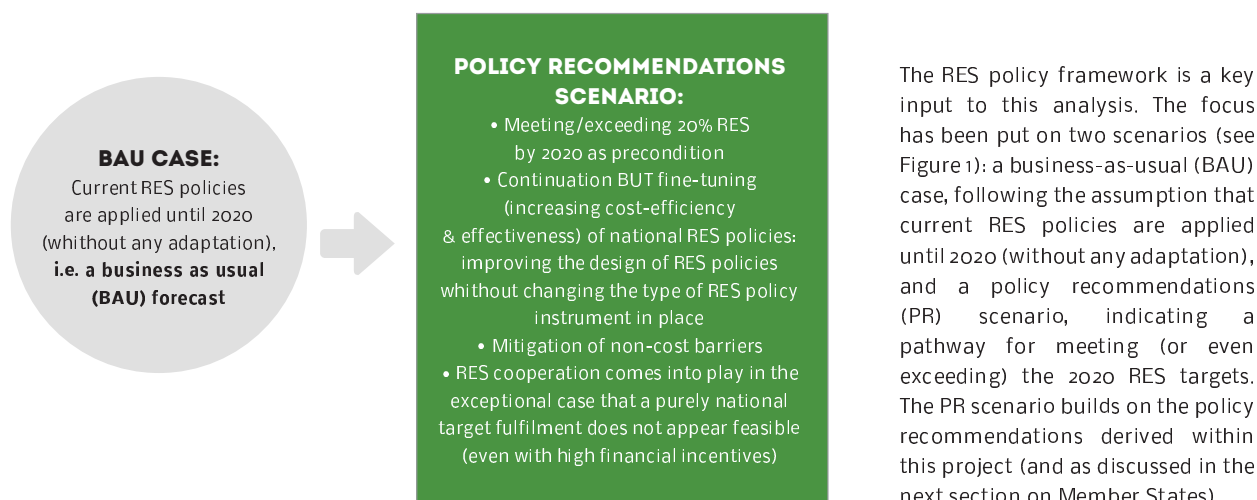 BAU CASE:
Current RES policies
are applied until 2020
(whithout any adaptation),
i.e. a business as usual
(BAU) forecast
POLICY RECOMMENDATIONS
SCENARIO:
• Meeting/exceeding 20% RES
by 2020 as precondition
• Continuation BUT fine-tuning
(increasing cost-efficiency
& effectiveness) of national RES policies:
improving the design of RES policies
whithout changing the type of RES policy
instrument in place
• Mitigation of non-cost barriers
• RES cooperation comes into play in the
exceptional case that a purely national
target fulfilment does not appear feasible
(even with high financial incentives)
The RES policy framework is a key
input to this analysis. The focus
has been put on two scenarios (see
Figure 1): a business-as-usual (BAU)
case, following the assumption that
current RES policies are applied
until 2020 (without any adaptation),
and a policy recommendations
(PR) scenario, indicating a
pathway for meeting (or even
exceeding) the 2020 RES targets.
The PR scenario builds on the policy
recommendations derived within
this project (and as discussed in the
next section on Member States)